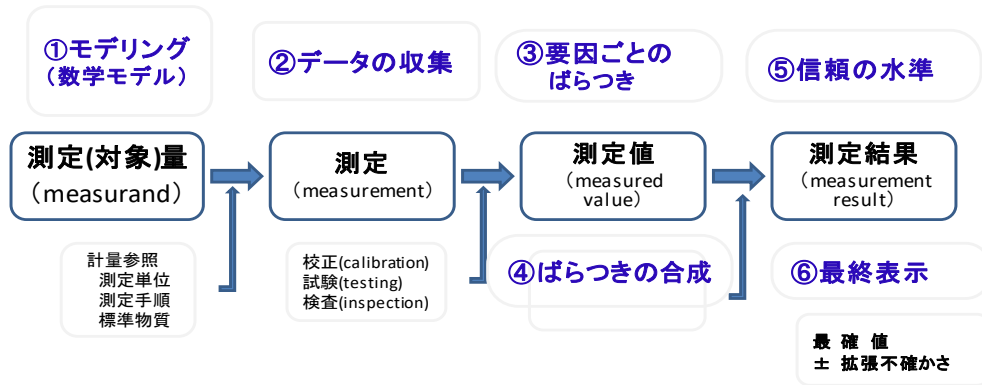 ①モデリング
（数学モデル）
②データの収集
③要因ごとの
ばらつき
⑤信頼の水準
測定(対象)量
（measurand）
測定
（measurement）
測定値
（measured
value）
測定結果
（measurement
result）
計量参照
測定単位
測定手順
標準物質
校正(calibration)
試験(testing)
検査(inspection)
④ばらつきの合成
⑥最終表示
最 確 値
± 拡張不確かさ